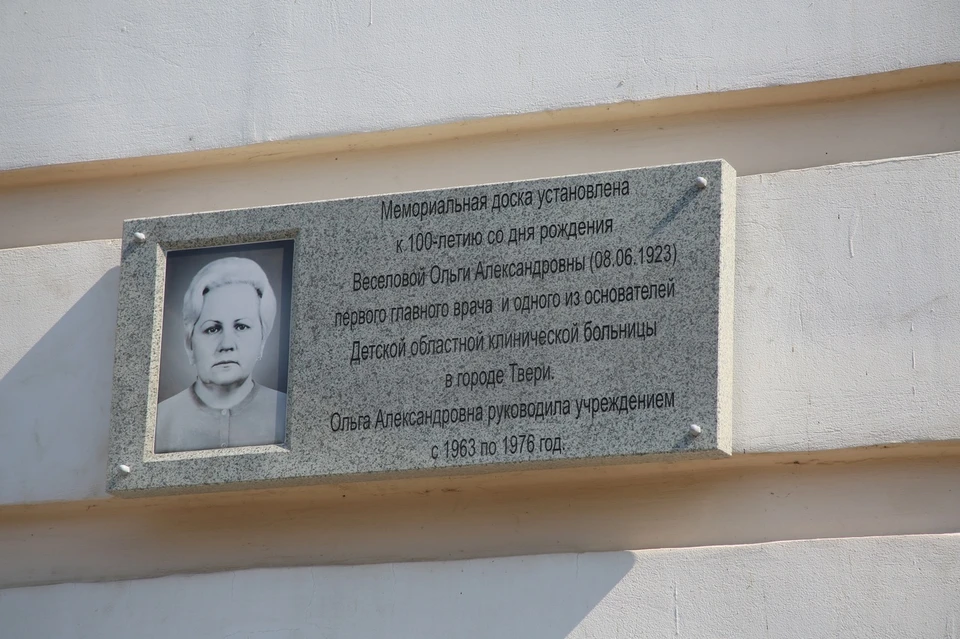 Мемориальная доска установлена
к 100-летию со дня рождения
Веселовой Ольги Александровны (08.06.1923)
первого главного врача и одного из основателей
Детской областной клинической больницы
в городе Твери.
Ольга Александровна руководила учреждением
с 1963 по 1976 год.